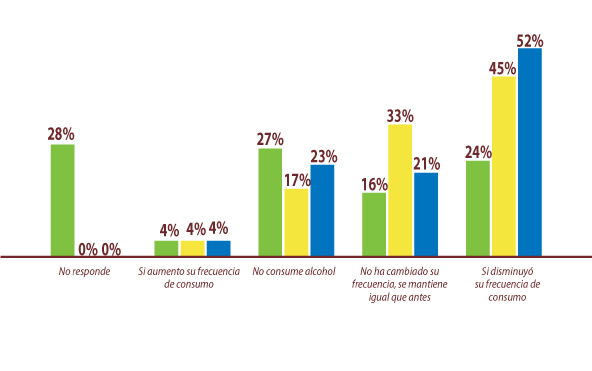 28%
0% 0%
4% 4% 4%
27%
17%
23%
16%
33%
21%
24%
45%
52%
No responde
Si aumento su frecuencia
de consumo
No consume alcohol
No ha cambiado su
frecuencia, se mantiene
igual que antes
Si disminuyó
su frecuencia de
consumo